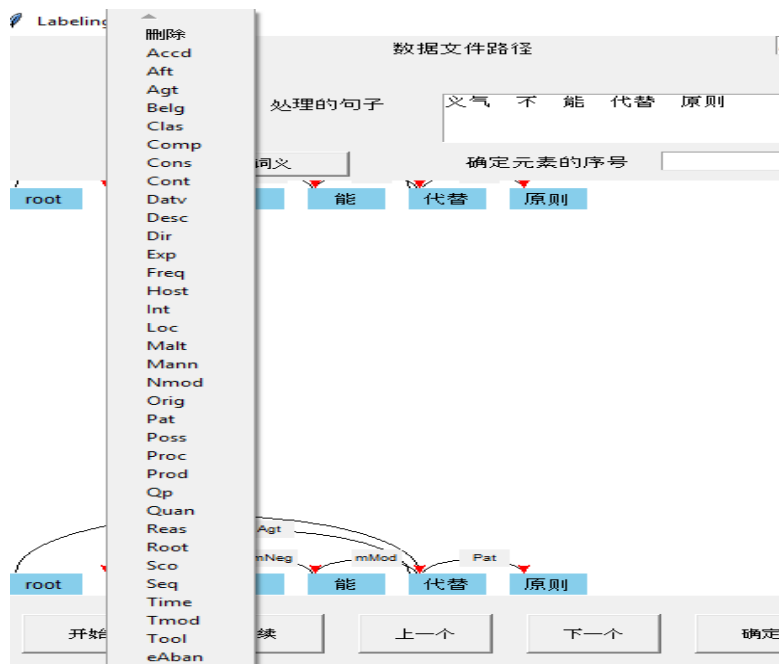 Labeling
数据文件路径
处理的句子
义气 不 能 代替 原则
词义
确定元素的序号
root 能 代替 原则
删除
Accd
Aft
Agt
Belg
Clas
Comp
Cons
Cont
Datv
Desc
Dir
Exp
Freq
Host
Int
Loc
Malt
Mann
Nmod
Orig
Pat
Poss
Proc
Prod
Qp
Quan
Reas
Root
Sco
Seq
Time
Tmod
Tool
eAban
Agt
mNeg mMod Pat
root 能 代替 原则
开始 续 上一个 下一个 确定